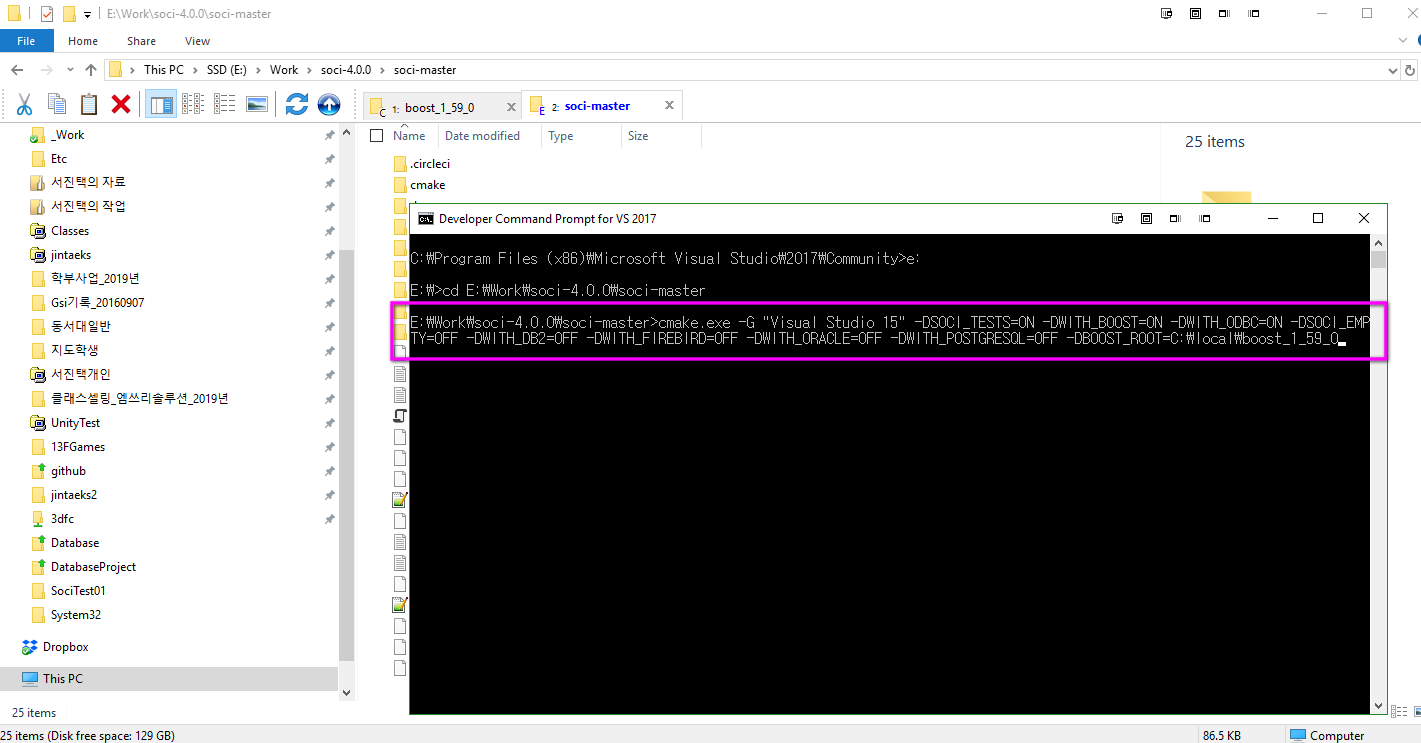 E:\Work\soci-4.0.0\soci-master
File Home Share View
This PC › SSD (E:) › Work › soci-4.0.0 › soci-master
C 1: boost_1_59_0
E 2: soci-master
_Work
Etc
서진택의 자료
서진택의 작업
Classes
jintaeks
학부사업_2019년
Gsi기록_20160907
동서대일반
지도학생
서진택개인
클래스셀링_엠쓰리솔루션_2019년
UnityTest
13FGames
github
jintaeks2
3dfc
Database
DatabaseProject
SociTest01
System32
Dropbox
This PC
Name Date modified Type Size
.circleci
cmake
25 items
Developer Command Prompt for VS 2017
C:₩Program Files (x86)₩Microsoft Visual Studio₩2017₩Community>e:
E:₩>cd E:₩Work₩soci-4.0.0₩soci-master
E:₩Work₩soci-4.0.0₩soci-master>cmake.exe -G "Visual Studio 15" -DSOCI_TESTS=ON -DWITH_BOOST=ON -DWITH_ODBC=ON -DSOCI_EMP
TY=OFF -DWITH_DB2=OFF -DWITH_FIREBIRD=OFF -DWITH_ORACLE=OFF -DWITH_POSTGRESQL=OFF -DBOOST_ROOT=C:₩local₩boost_1_59_0
25 items
25 items (Disk free space: 129 GB)
86.5 KB
Computer